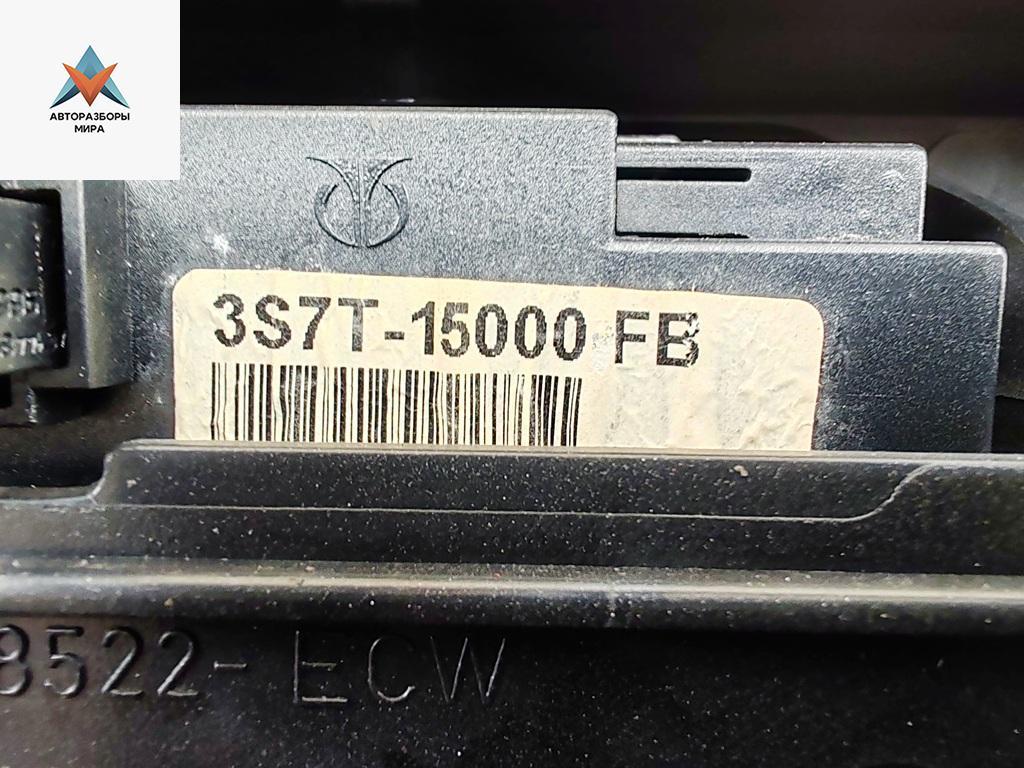 АВТОРАЗБОРЫ
МИРА
3S7T-15000 FB
8522-ECW